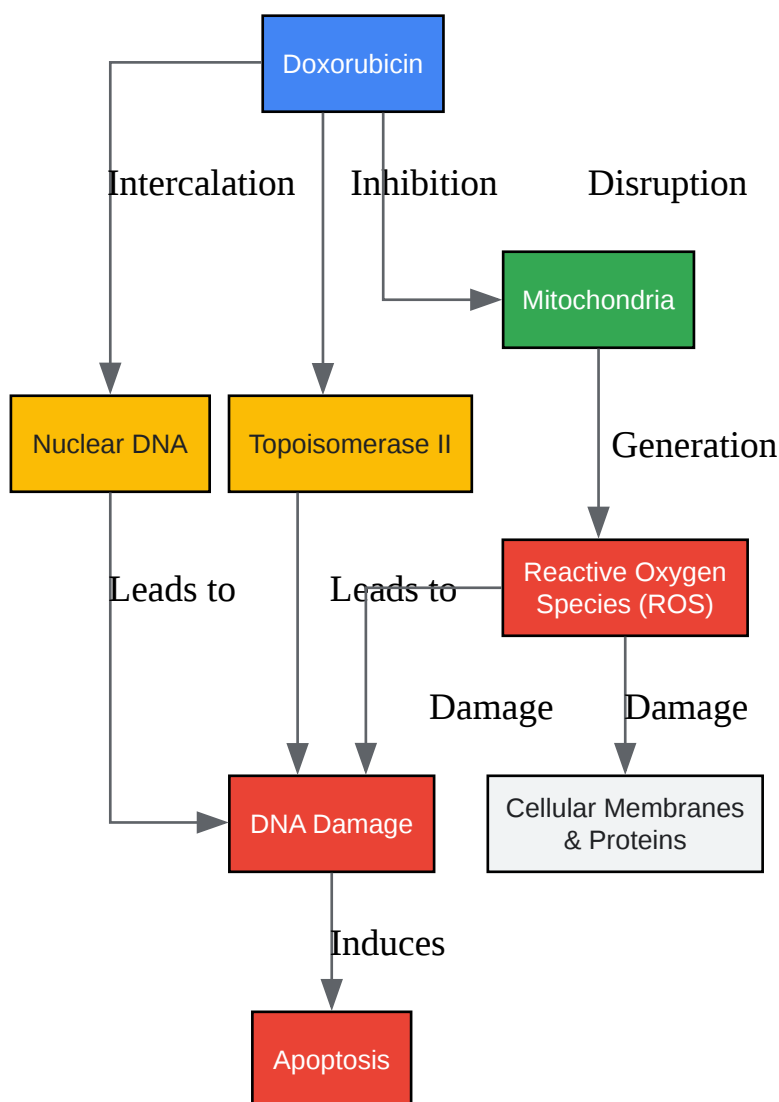 Doxorubicin
Intercalation
Inhibition
Disruption
Mitochondria
Nuclear DNA
Topoisomerase II
Generation
Leads to
Leads to
Reactive Oxygen
Species (ROS)
Damage
Damage
DNA Damage
Cellular Membranes
& Proteins
Induces
Apoptosis